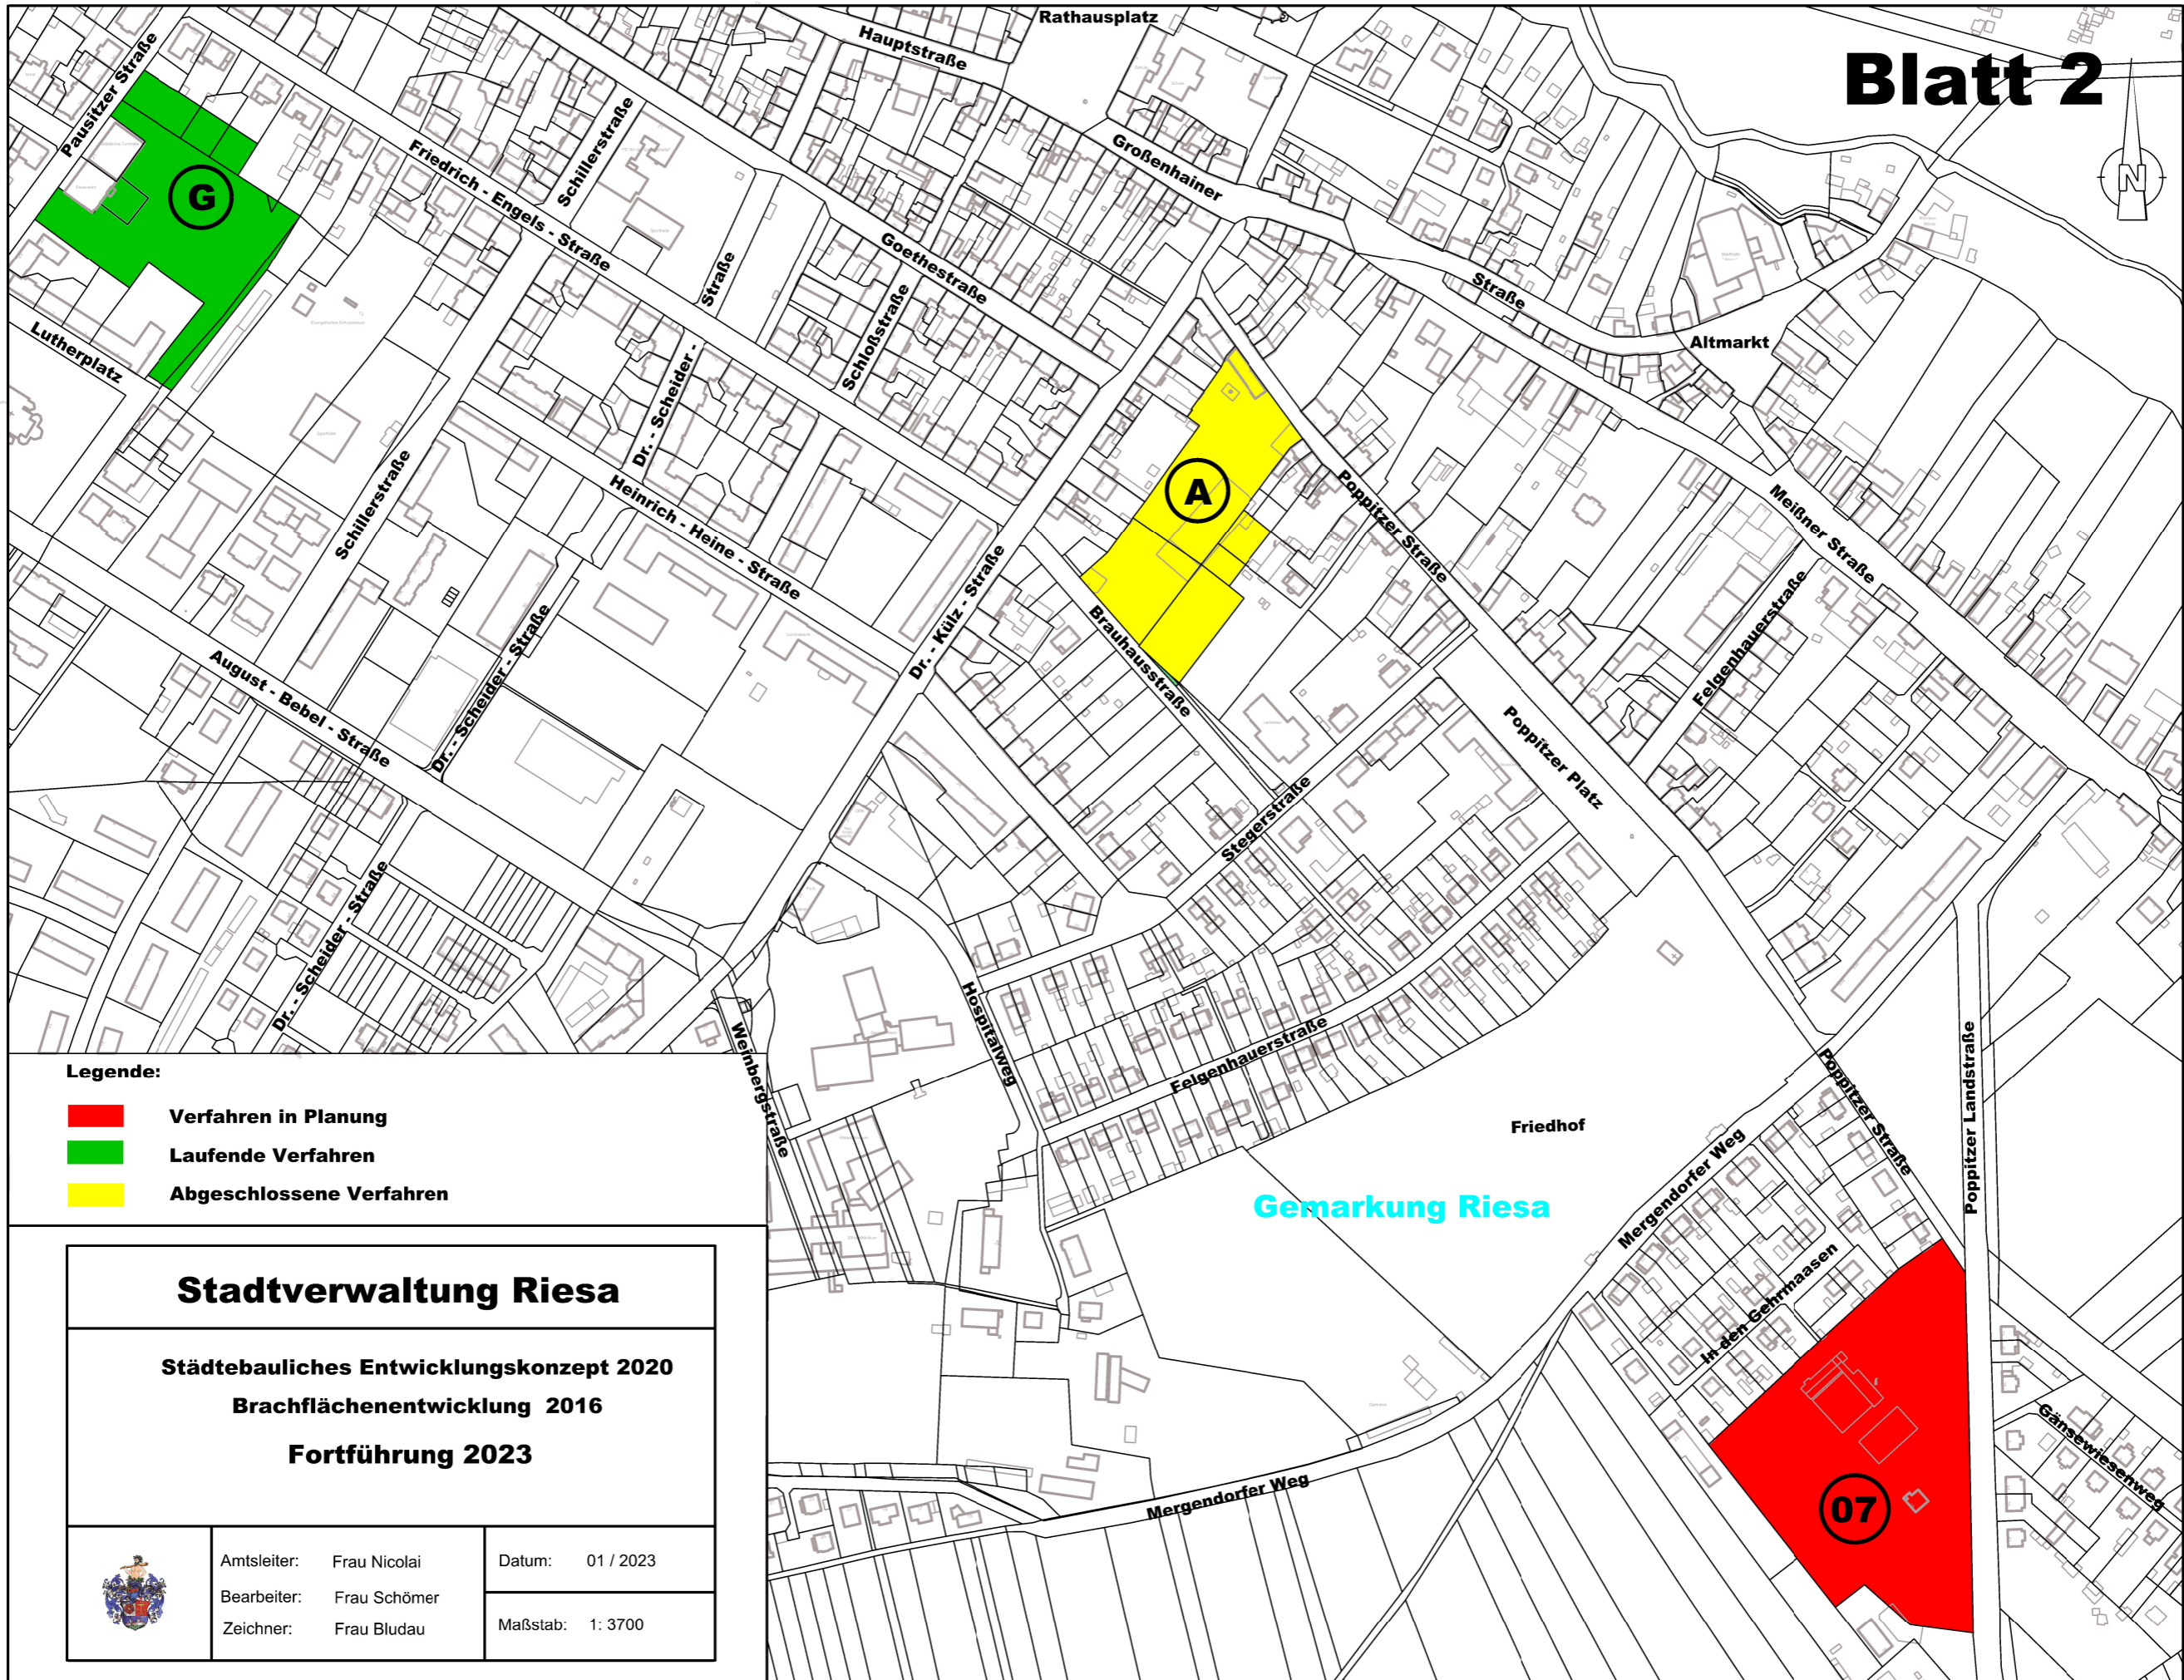 Rathausplatz
Blatt 2
Hauptstraße
Pausitzer Straße
Großenhainer
Straße
Schillerstraße
Friedrich - Engels - Straße
G
N
Goethestraße
Straße
Schloßstraße
Altmarkt
Lutherplatz
Dr. - Scheider -
A
Poppitzer Straße
Meißner Straße
Schillerstraße
Heinrich - Heine - Straße
Dr. - Külz - Straße
Felgenhauerstraße
Brauhausstraße
August - Bebel - Straße
Dr. - Scheider - Straße
Poppitzer Platz
Stegerstraße
Dr. - Scheider - Straße
Hospitalweg
Weinbergstraße
Felgenhauerstraße
Poppitzer Straße
Poppitzer Landstraße
Friedhof
Mergendorfer Weg
Gemarkung Riesa
In den Gehrmaasen
Gänsewiesenweg
Mergendorfer Weg
07
Legende:
Verfahren in Planung
Laufende Verfahren
Abgeschlossene Verfahren
Stadtverwaltung Riesa
Städtebauliches Entwicklungskonzept 2020
Brachflächenentwicklung 2016
Fortführung 2023
Amtsleiter: Frau Nicolai
Bearbeiter: Frau Schömer
Zeichner: Frau Bludau
Datum: 01 / 2023
Maßstab: 1: 3700